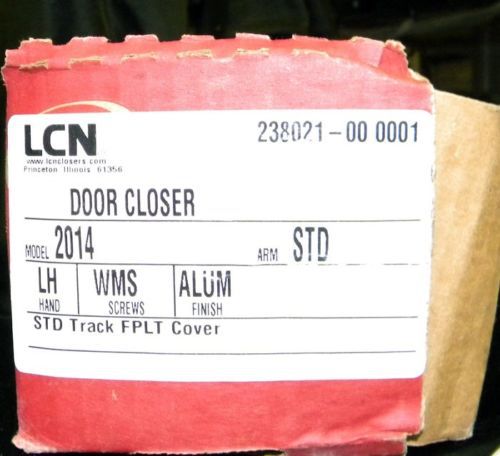 LCN 238021-00 0001
www.lcnclosers.com
Princeton Illinois 61356
DOOR CLOSER
MODEL 2014 ARM STD
LH WMS ALUM
HAND SCREWS FINISH
STD Track FPLT Cover